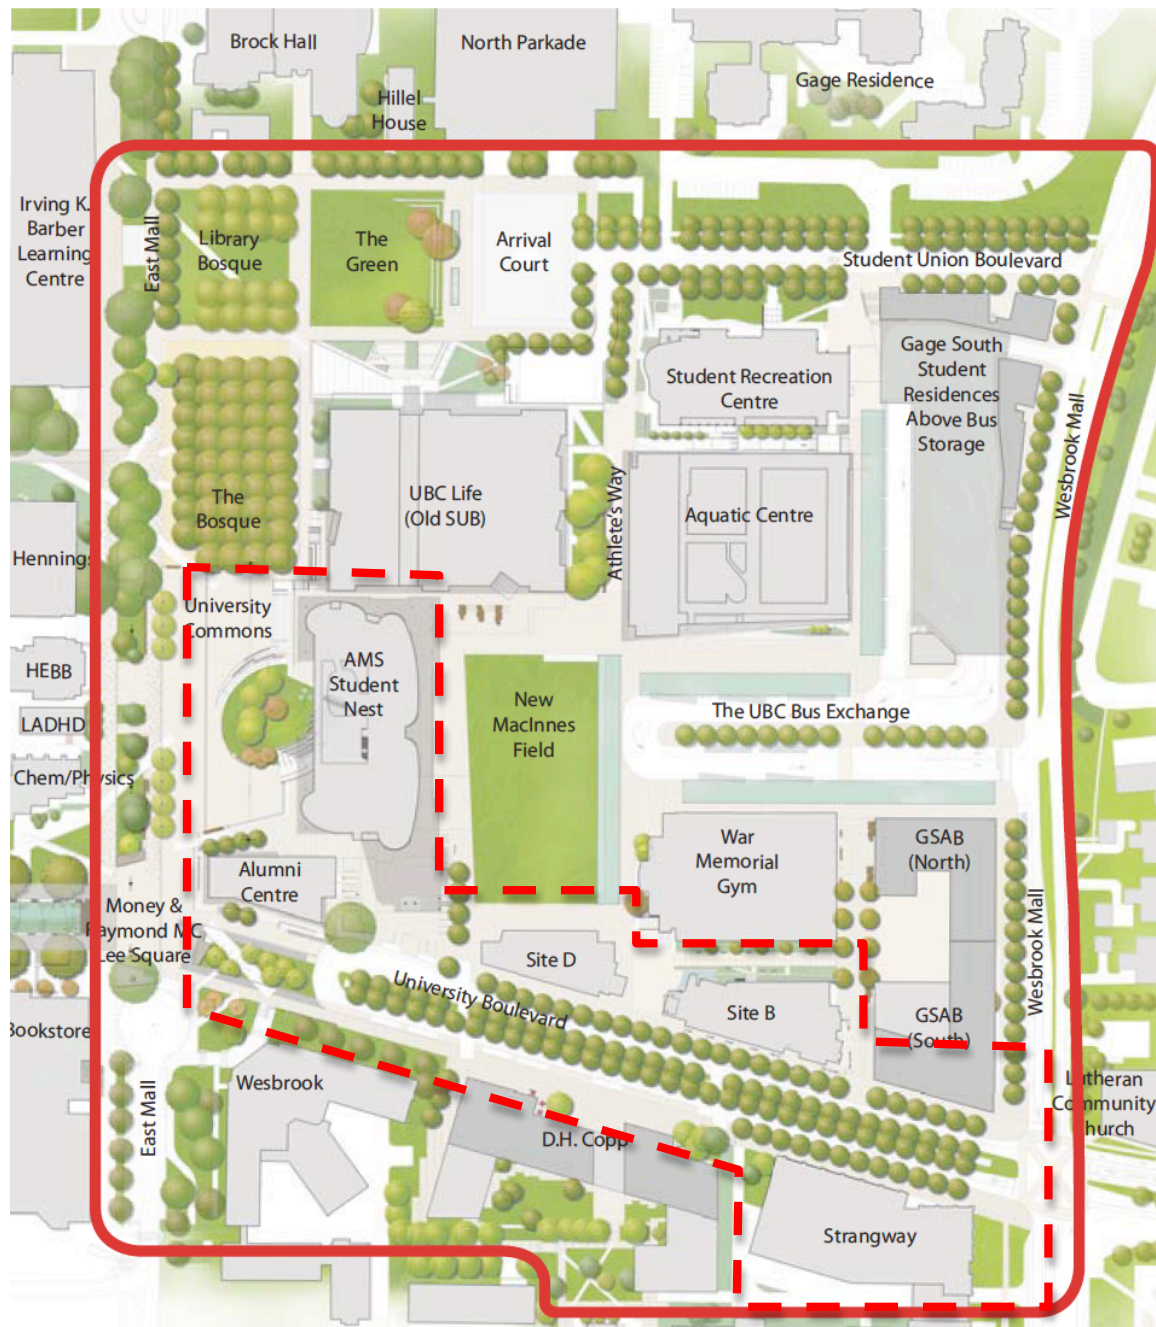 Brock Hall
North Parkade
Gage Residence
Hillel
House
Irving K.
Barber
Learning
Centre
East Mall
Library
Bosque
The
Green
Arrival
Court
Student Union Boulevard
Gage South
Student
Residences
Above Bus
Storage
Student Recreation
Centre
Wesbrook Mall
The
Bosque
UBC Life
(Old SUB)
Athlete's Way
Aquatic Centre
Hennings
University
Commons
AMS
Student
Nest
HEBB
LADHD
Chem/Physics
New
MacInnes
Field
The UBC Bus Exchange
War
Memorial
Gym
GSAB
(North)
Alumni
Centre
Money &
Raymond MC
Lee Square
Wesbrook Mall
Site D
University Boulevard
Site B
GSAB
(South)
Bookstore
Wesbrook
East Mall
D.H. Copp
Lutheran
Community
Church
Strangway